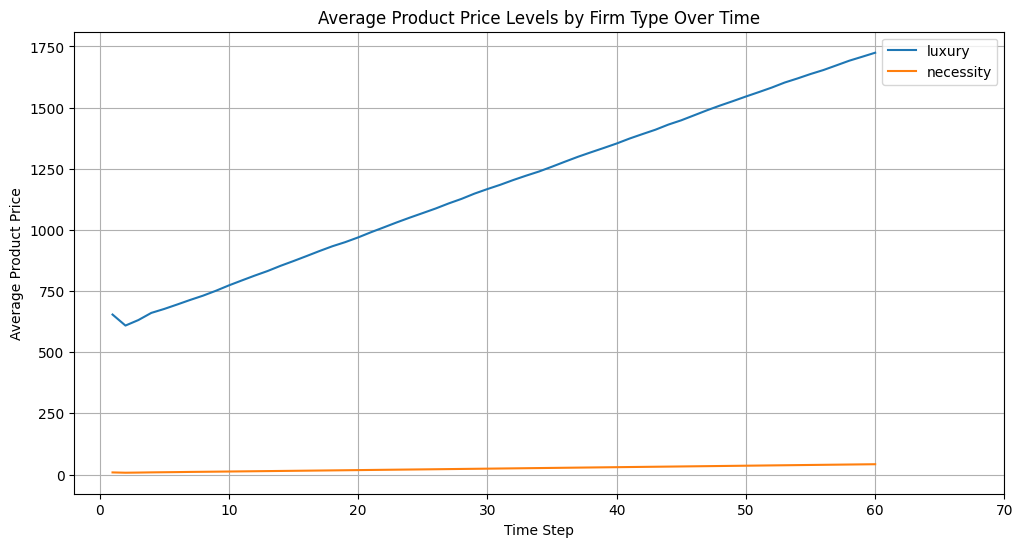 Average Product Price Levels by Firm Type Over Time
luxury
necessity
Average Product Price
1750
1500
1250
1000
750
500
250
0
0 10 20 30 40 50 60 70
Time Step